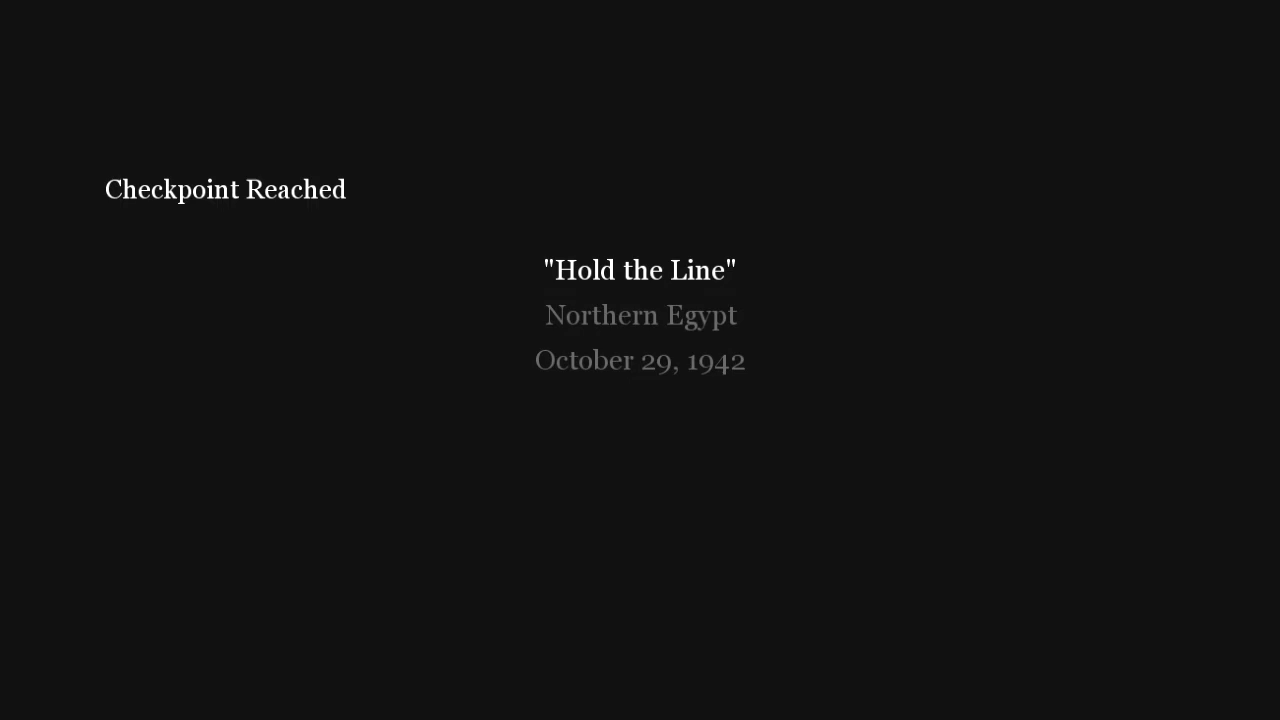 Checkpoint Reached
"Hold the Line"
Northern Egypt
October 29, 1942